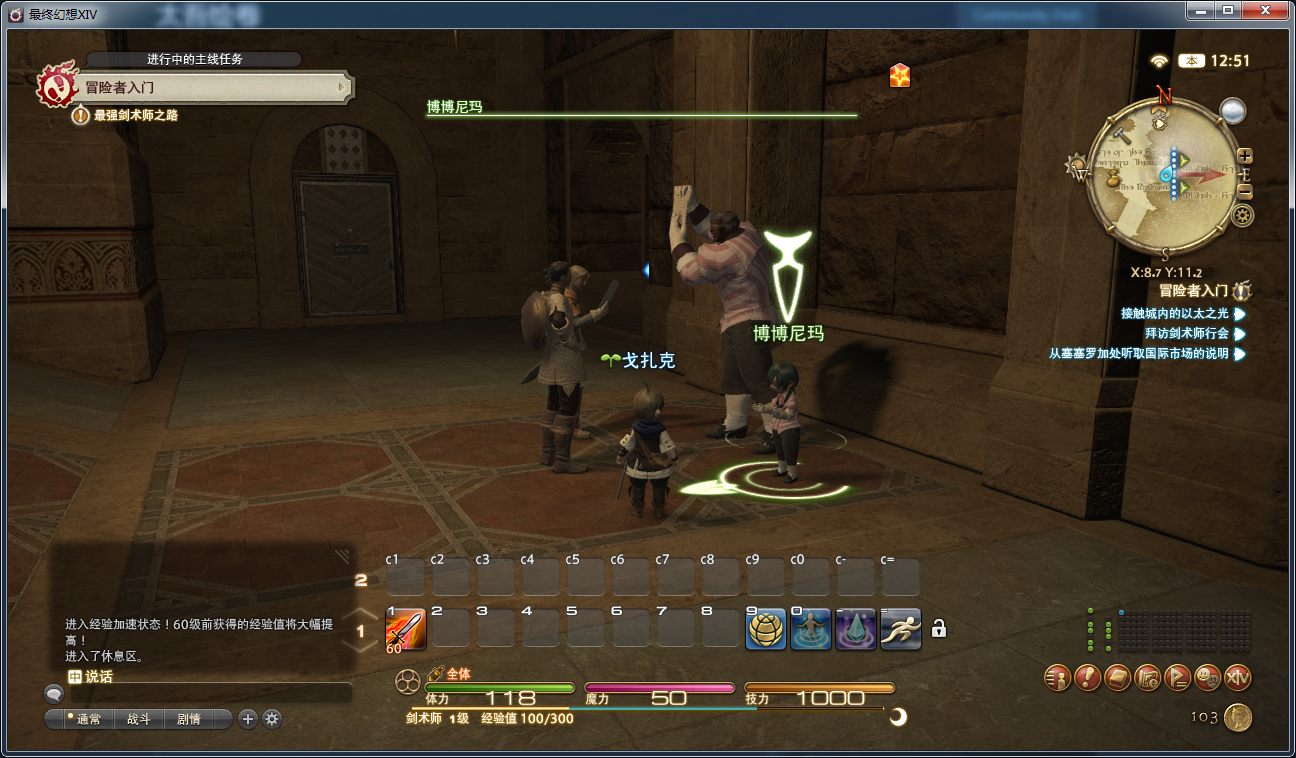 最终幻想XIV
进行中的主线任务
冒险者入门
最强剑术师之路
博博尼玛
本 12:51
N
W
E
S
X:8.7 Y:11.2
冒险者入门
接触城内的以太之光
拜访剑术师行会
从塞塞罗加处听取国际市场的说明
博博尼玛
戈扎克
c1 c2 c3 c4 c5 c6 c7 c8 c9 c0 c- c=
2
1 2 3 4 5 6 7 8 9 0 - =
1
60
进入经验加速状态！60级前获得的经验值将大幅提
高！
进入了休息区。
说话
通常 战斗 剧情
全体
体力 118 魔力 50 技力 1000
剑术师 1级 经验值 100/300
XIV
103